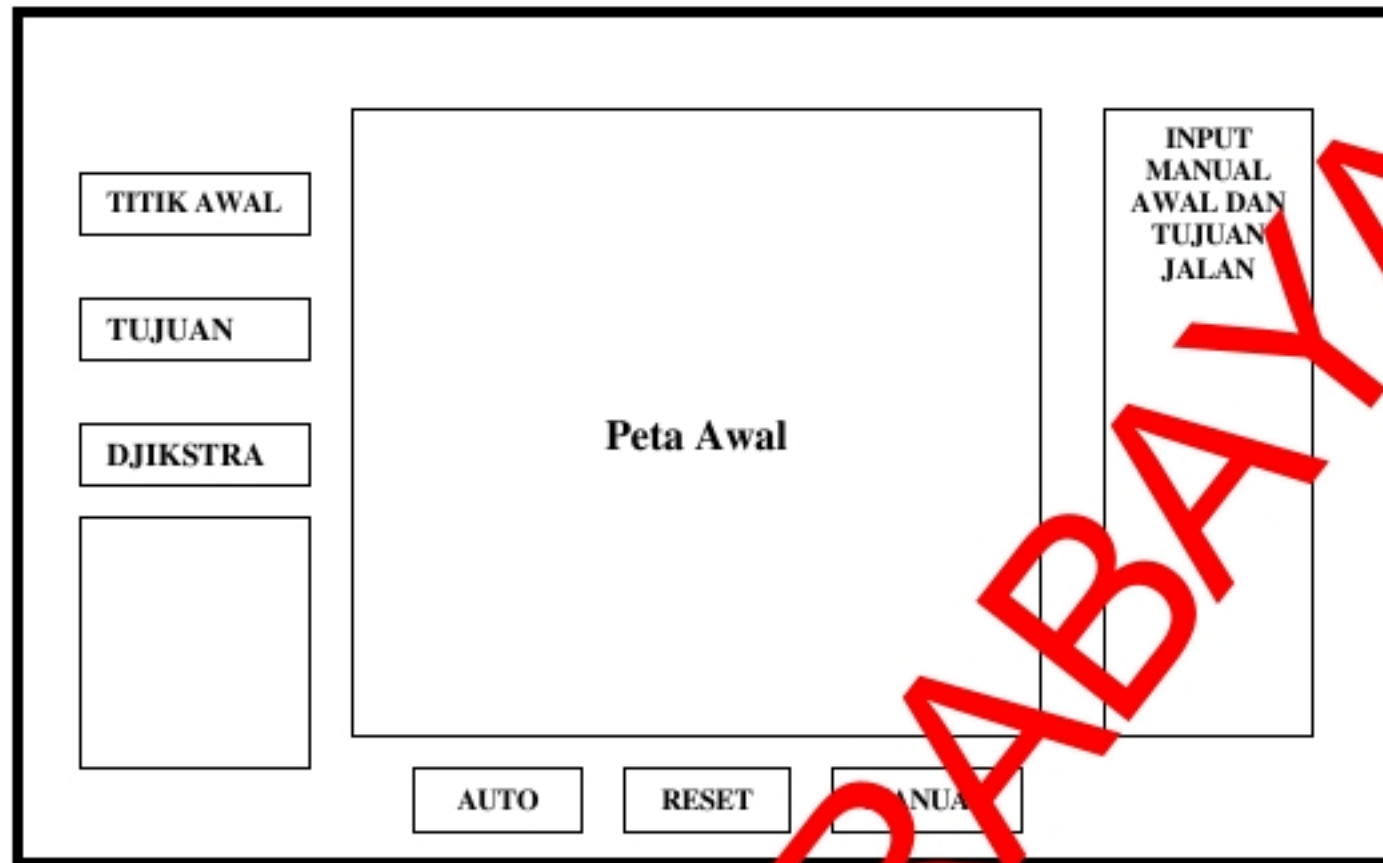 TITIK AWAL
TUJUAN
DJIKSTRA
Peta Awal
INPUT
MANUAL
AWAL DAN
TUJUAN
JALAN
AUTO
RESET